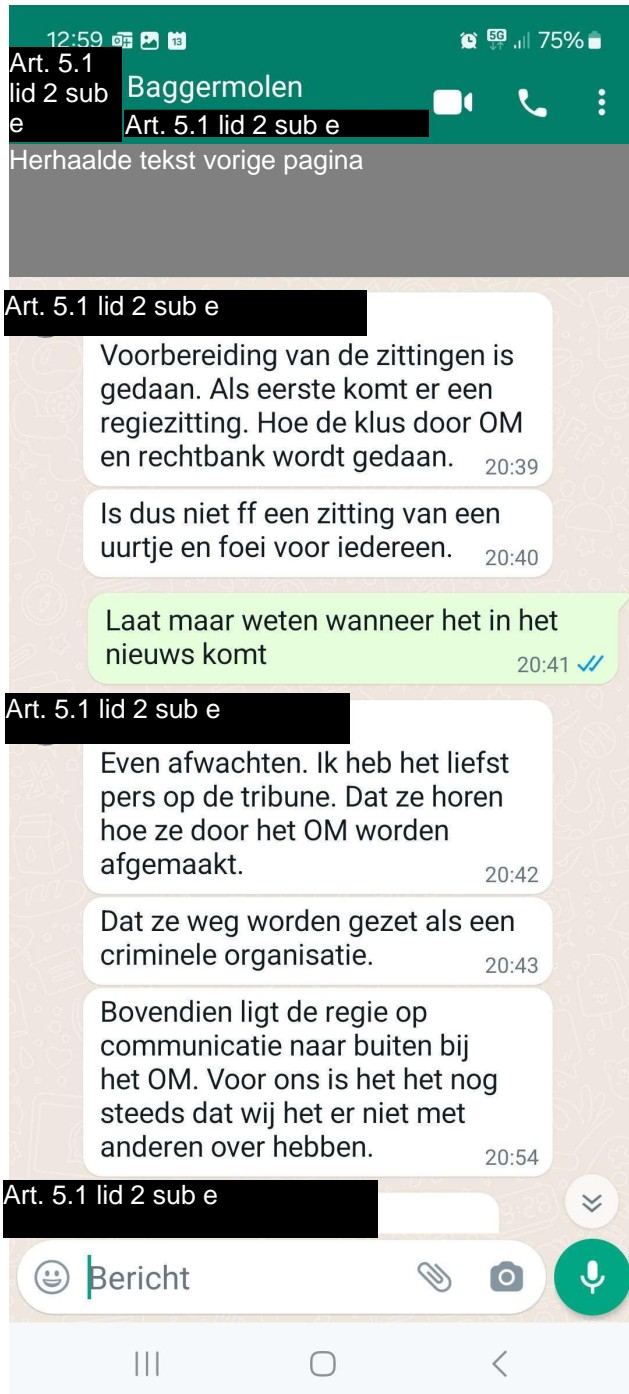 12:59
5G
75%
13
Art. 5.1
lid 2 sub
e
Baggermolen
Art. 5.1 lid 2 sub e
Herhaalde tekst vorige pagina
Art. 5.1 lid 2 sub e
Voorbereiding van de zittingen is
gedaan. Als eerste komt er een
regiezitting. Hoe de klus door OM
en rechtbank wordt gedaan. 20:39
Is dus niet ff een zitting van een
uurtje en foei voor iedereen. 20:40
Laat maar weten wanneer het in het
nieuws komt 20:41
Art. 5.1 lid 2 sub e
Even afwachten. Ik heb het liefst
pers op de tribune. Dat ze horen
hoe ze door het OM worden
afgemaakt. 20:42
Dat ze weg worden gezet als een
criminele organisatie. 20:43
Bovendien ligt de regie op
communicatie naar buiten bij
het OM. Voor ons is het het nog
steeds dat wij het er niet met
anderen over hebben. 20:54
Art. 5.1 lid 2 sub e
Bericht